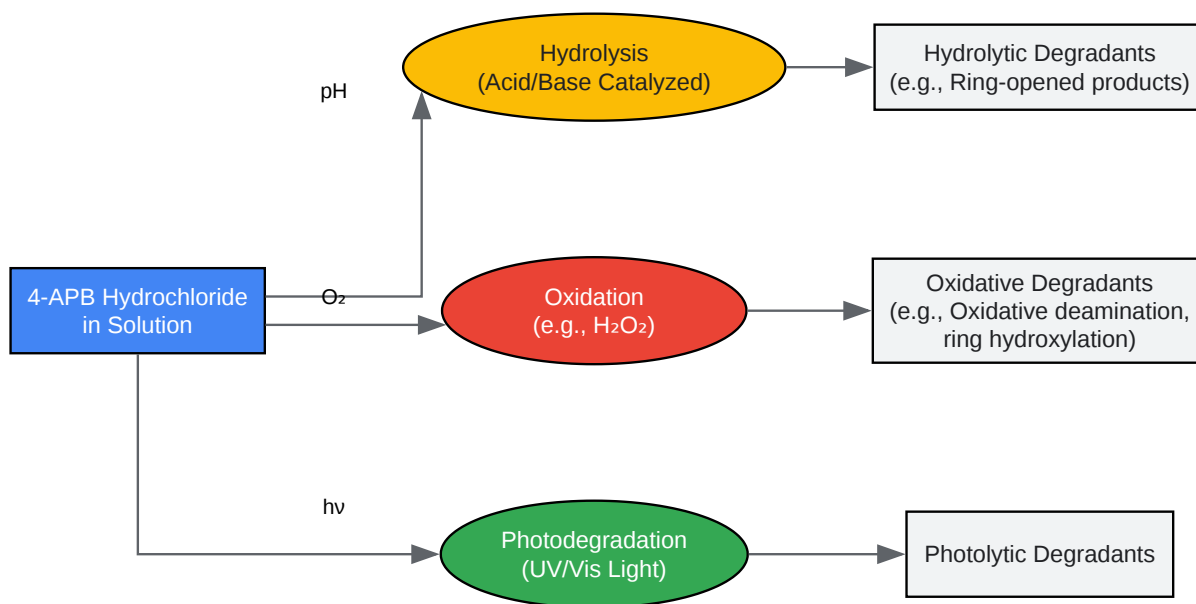 pH
Hydrolysis
(Acid/Base Catalyzed)
Hydrolytic Degradants
(e.g., Ring-opened products)
4-APB Hydrochloride
in Solution
O₂
Oxidation
(e.g., H₂O₂)
Oxidative Degradants
(e.g., Oxidative deamination,
ring hydroxylation)
hν
Photodegradation
(UV/Vis Light)
Photolytic Degradants